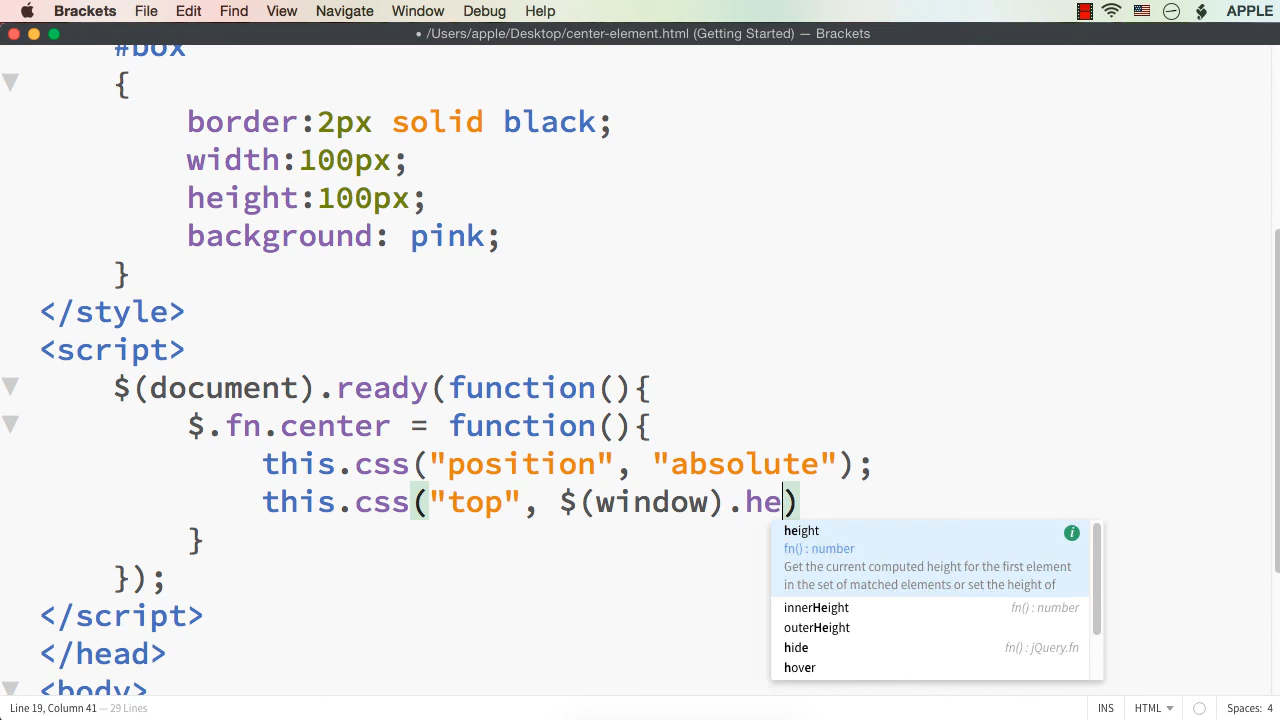 Brackets File Edit Find View Navigate Window Debug Help APPLE
• /Users/apple/Desktop/center-element.html (Getting Started) — Brackets
#box
{
border:2px solid black;
width:100px;
height:100px;
background: pink;
}
</style>
<script>
$(document).ready(function(){
$.fn.center = function(){
this.css("position", "absolute");
this.css("top", $(window).he)
}
});
</script>
</head>
<body>
height
fn() : number
Get the current computed height for the first element
in the set of matched elements or set the height of
innerHeight fn() : number
outerHeight
hide fn() : jQuery.fn
hover
Line 19, Column 41 — 29 Lines INS HTML Spaces: 4